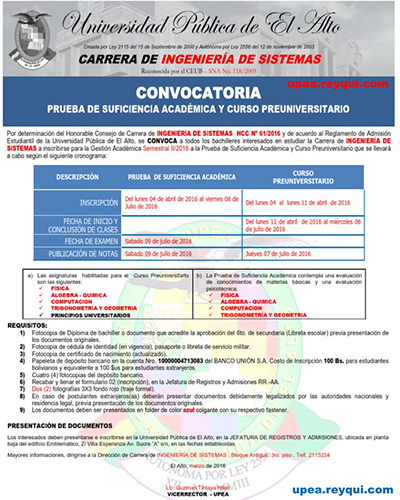 Universidad Pública de El Alto
Creada por Ley 2115 del 15 de Septiembre de 2000 y Autónoma por Ley 2556 del 12 de noviembre de 2003
CARRERA DE INGENIERÍA DE SISTEMAS
Reconocida por el CEUB – SNA No. 118/2009
upea.reyqui.com
CONVOCATORIA
PRUEBA DE SUFICIENCIA ACADÉMICA Y CURSO PREUNIVERSITARIO
Por determinación del Honorable Consejo de Carrera de INGENIERÍA DE SISTEMAS HCC Nº 61/2016 y de acuerdo al Reglamento de Admisión
Estudiantil de la Universidad Pública de El Alto, se CONVOCA a todos los bachilleres interesados en estudiar la Carrera de INGENIERÍA DE
SISTEMAS a inscribirse para la Gestión Académica Semestral II/2016 a la Prueba de Suficiencia Académica y Curso Preuniversitario que se llevará
a cabo según el siguiente cronograma:
DESCRIPCIÓN PRUEBA DE SUFICIENCIA ACADÉMICA CURSO
PREUNIVERSITARIO
INSCRIPCIÓN Del lunes 04 de abril de 2016 al viernes 08
de Julio de 2016 Del lunes 04 al lunes 11 de abril de 2016
FECHA DE INICIO Y
CONCLUSIÓN DE CLASES Del lunes 11 de abril de 2016 al miércoles 06
de julio de 2016
FECHA DE EXAMEN Sabado 09 de julio de 2016
PUBLICACIÓN DE NOTAS Sabado 09 de julio de 2016 Jueves 07 de julio de 2016
a) Las asignaturas habilitadas para el Curso Preuniversitario
son las siguientes:
FÍSICA
ÁLGEBRA - QUIMICA
COMPUTACION
TRIGONOMETRIA Y GEOMETRIA
PRINCIPIOS UNIVERSITARIOS
b) La Prueba de Suficiencia Académica contempla una evaluación
de conocimientos de materias básicas y una evaluación
psicotécnica.
FÍSICA
ÁLGEBRA - QUIMICA
COMPUTACION
TRIGONOMETRIA Y GEOMETRIA
REQUISITOS:
1) Fotocopia de Diploma de bachiller o documento que acredite la aprobación del 6to. de secundaria (Libreta escolar) previa presentación de
los documentos originales.
2) Fotocopia de cédula de identidad (en vigencia), pasaporte o libreta de servicio militar.
3) Fotocopia de certificado de nacimiento (actualizado).
4) Papeleta de depósito bancario en la cuenta Nro. 10000004713083 del BANCO UNIÓN S.A. Costo de Inscripción 100 Bs. para estudiantes
bolivianos y equivalente a 100 $us para estudiantes extranjeros.
5) Cuatro (4) fotocopias del depósito bancario.
6) Recabar y llenar el formulario 02 (inscripción), en la Jefatura de Registros y Admisiones RR.-AA.
7) Dos (2) fotografías 3X3 fondo rojo (traje formal).
8) En caso de postulantes extranjeros(as) deberán presentar documentos debidamente legalizados por las autoridades nacionales y
residencia legal, previa presentación de los documentos originales.
9) Los documentos deben ser presentados en folder de color azul colgante con su respectivo fastener.
PRESENTACIÓN DE DOCUMENTOS
Los interesados deben presentarse e inscribirse en la Universidad Pública de El Alto, en la JEFATURA DE REGISTROS Y ADMISIONES, ubicada en planta
baja del edificio Emblemático, Z/ Villa Esperanza Av. Sucre "A" s/n, en las fechas establecidas.
Mayores informaciones, dirigirse a la Dirección de Carrera de INGENIERÍA DE SISTEMAS, Bloque Antiguo, 3ro. piso, Telf. 2115224
El Alto, marzo de 2016
AUTONOMA POR LEY
VICERRECTOR - UPEA
upea.reyqui.com